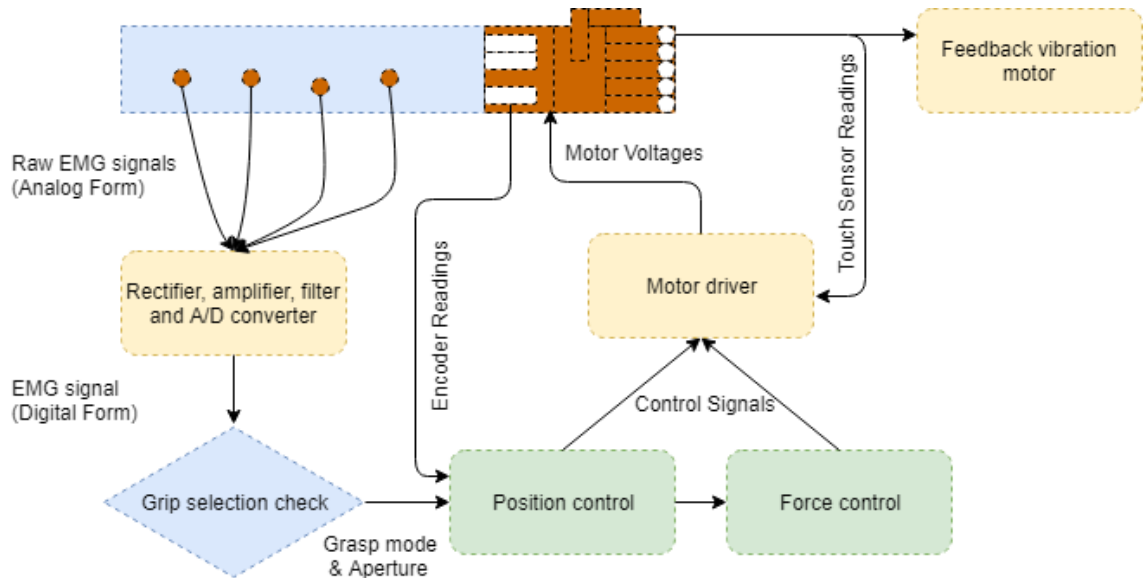 Feedback vibration
motor
Touch Sensor Readings
Raw EMG signals
(Analog Form)
Motor Voltages
Encoder Readings
Rectifier, amplifier, filter
and A/D converter
Motor driver
EMG signal
(Digital Form)
Control Signals
Grip selection check
Grasp mode
& Aperture
Position control
Force control